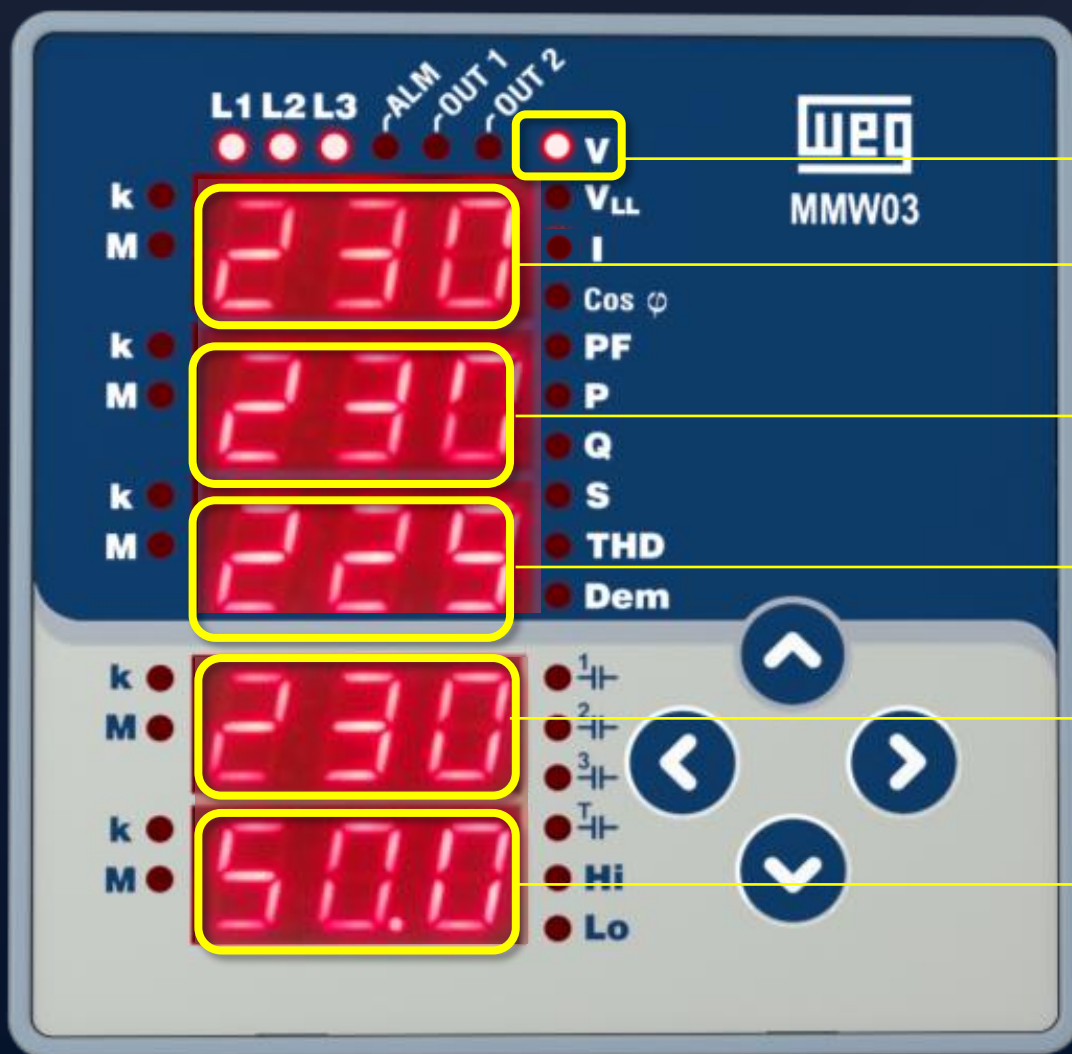 L1 L2 L3 ALM OUT 1 OUT 2 V
weg
MMW03
k
M
230
VLL
I
Cos φ
k
M
230
PF
P
Q
k
M
225
S
THD
Dem
k
M
230
1
2
3
k
M
50.0
T
Hi
Lo